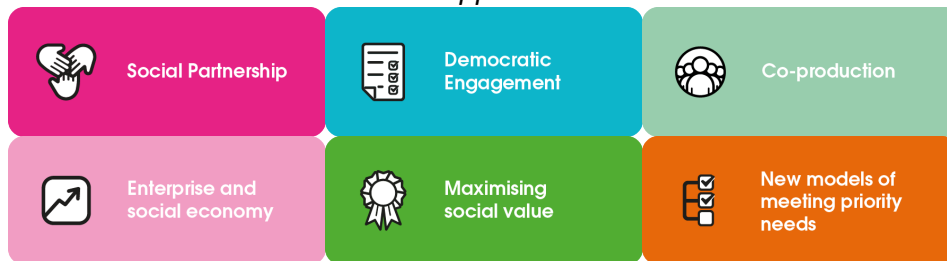 Social Partnership
Democratic
Engagement
Co-production
Enterprise and
social economy
Maximising
social value
New models of
meeting priority
needs